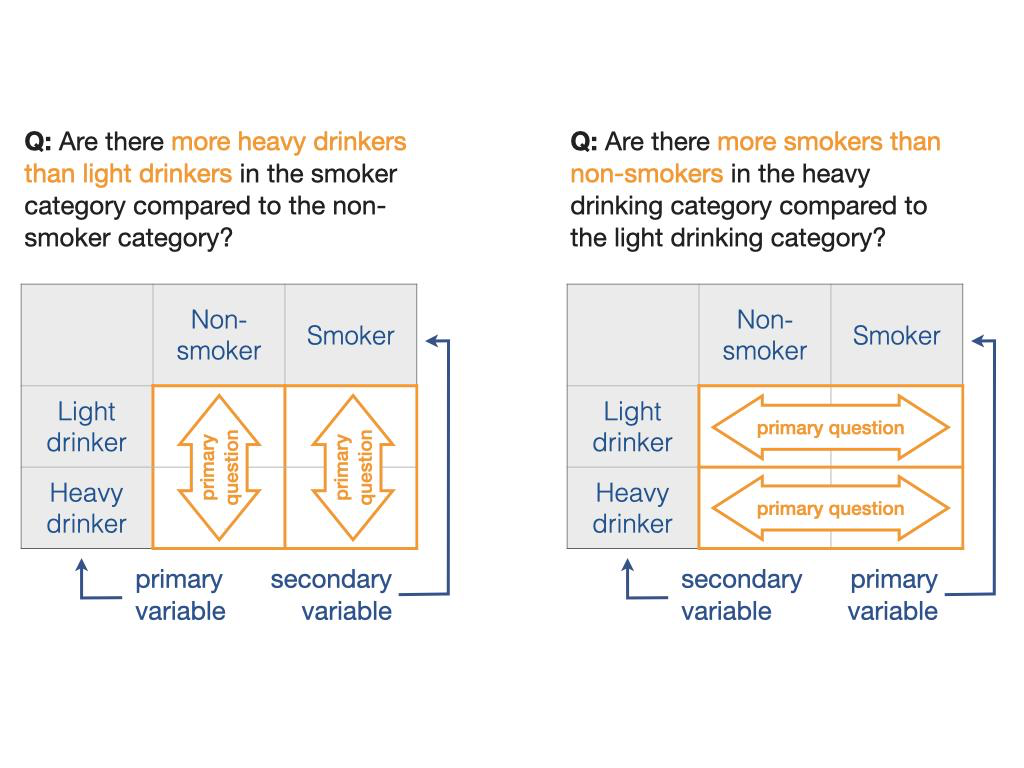 Q: Are there more heavy drinkers
than light drinkers in the smoker
category compared to the non-
smoker category?
Non-
smoker
Smoker
Light
drinker
Heavy
drinker
primary
question
primary
question
primary
variable
secondary
variable
Q: Are there more smokers than
non-smokers in the heavy
drinking category compared to
the light drinking category?
Non-
smoker
Smoker
Light
drinker
primary question
Heavy
drinker
primary question
secondary
variable
primary
variable